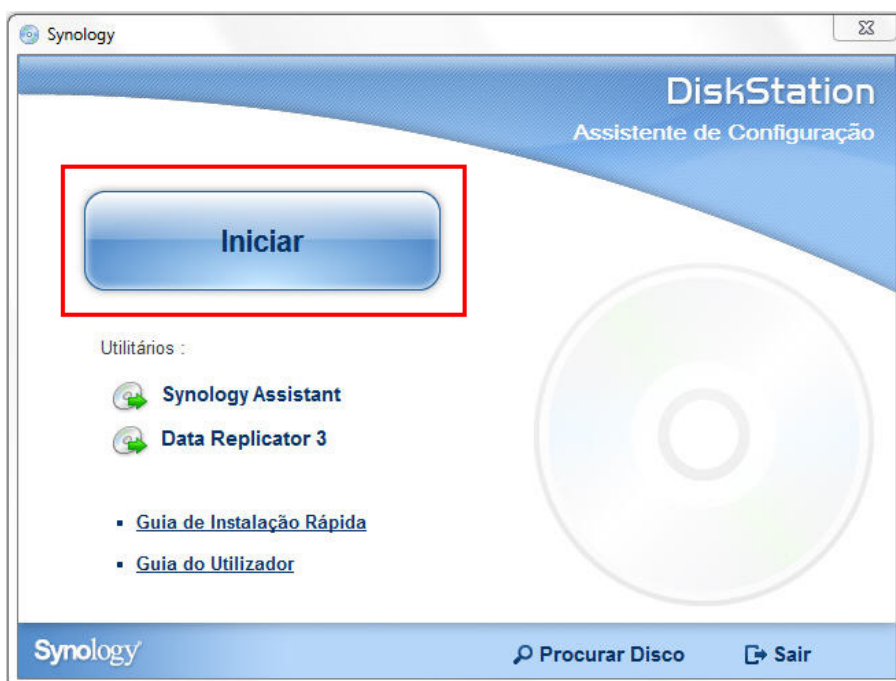 Synology
DiskStation
Assistente de Configuração
Iniciar
Utilitários :
Synology Assistant
Data Replicator 3
Guia de Instalação Rápida
Guia do Utilizador
Synology
Procurar Disco
Sair